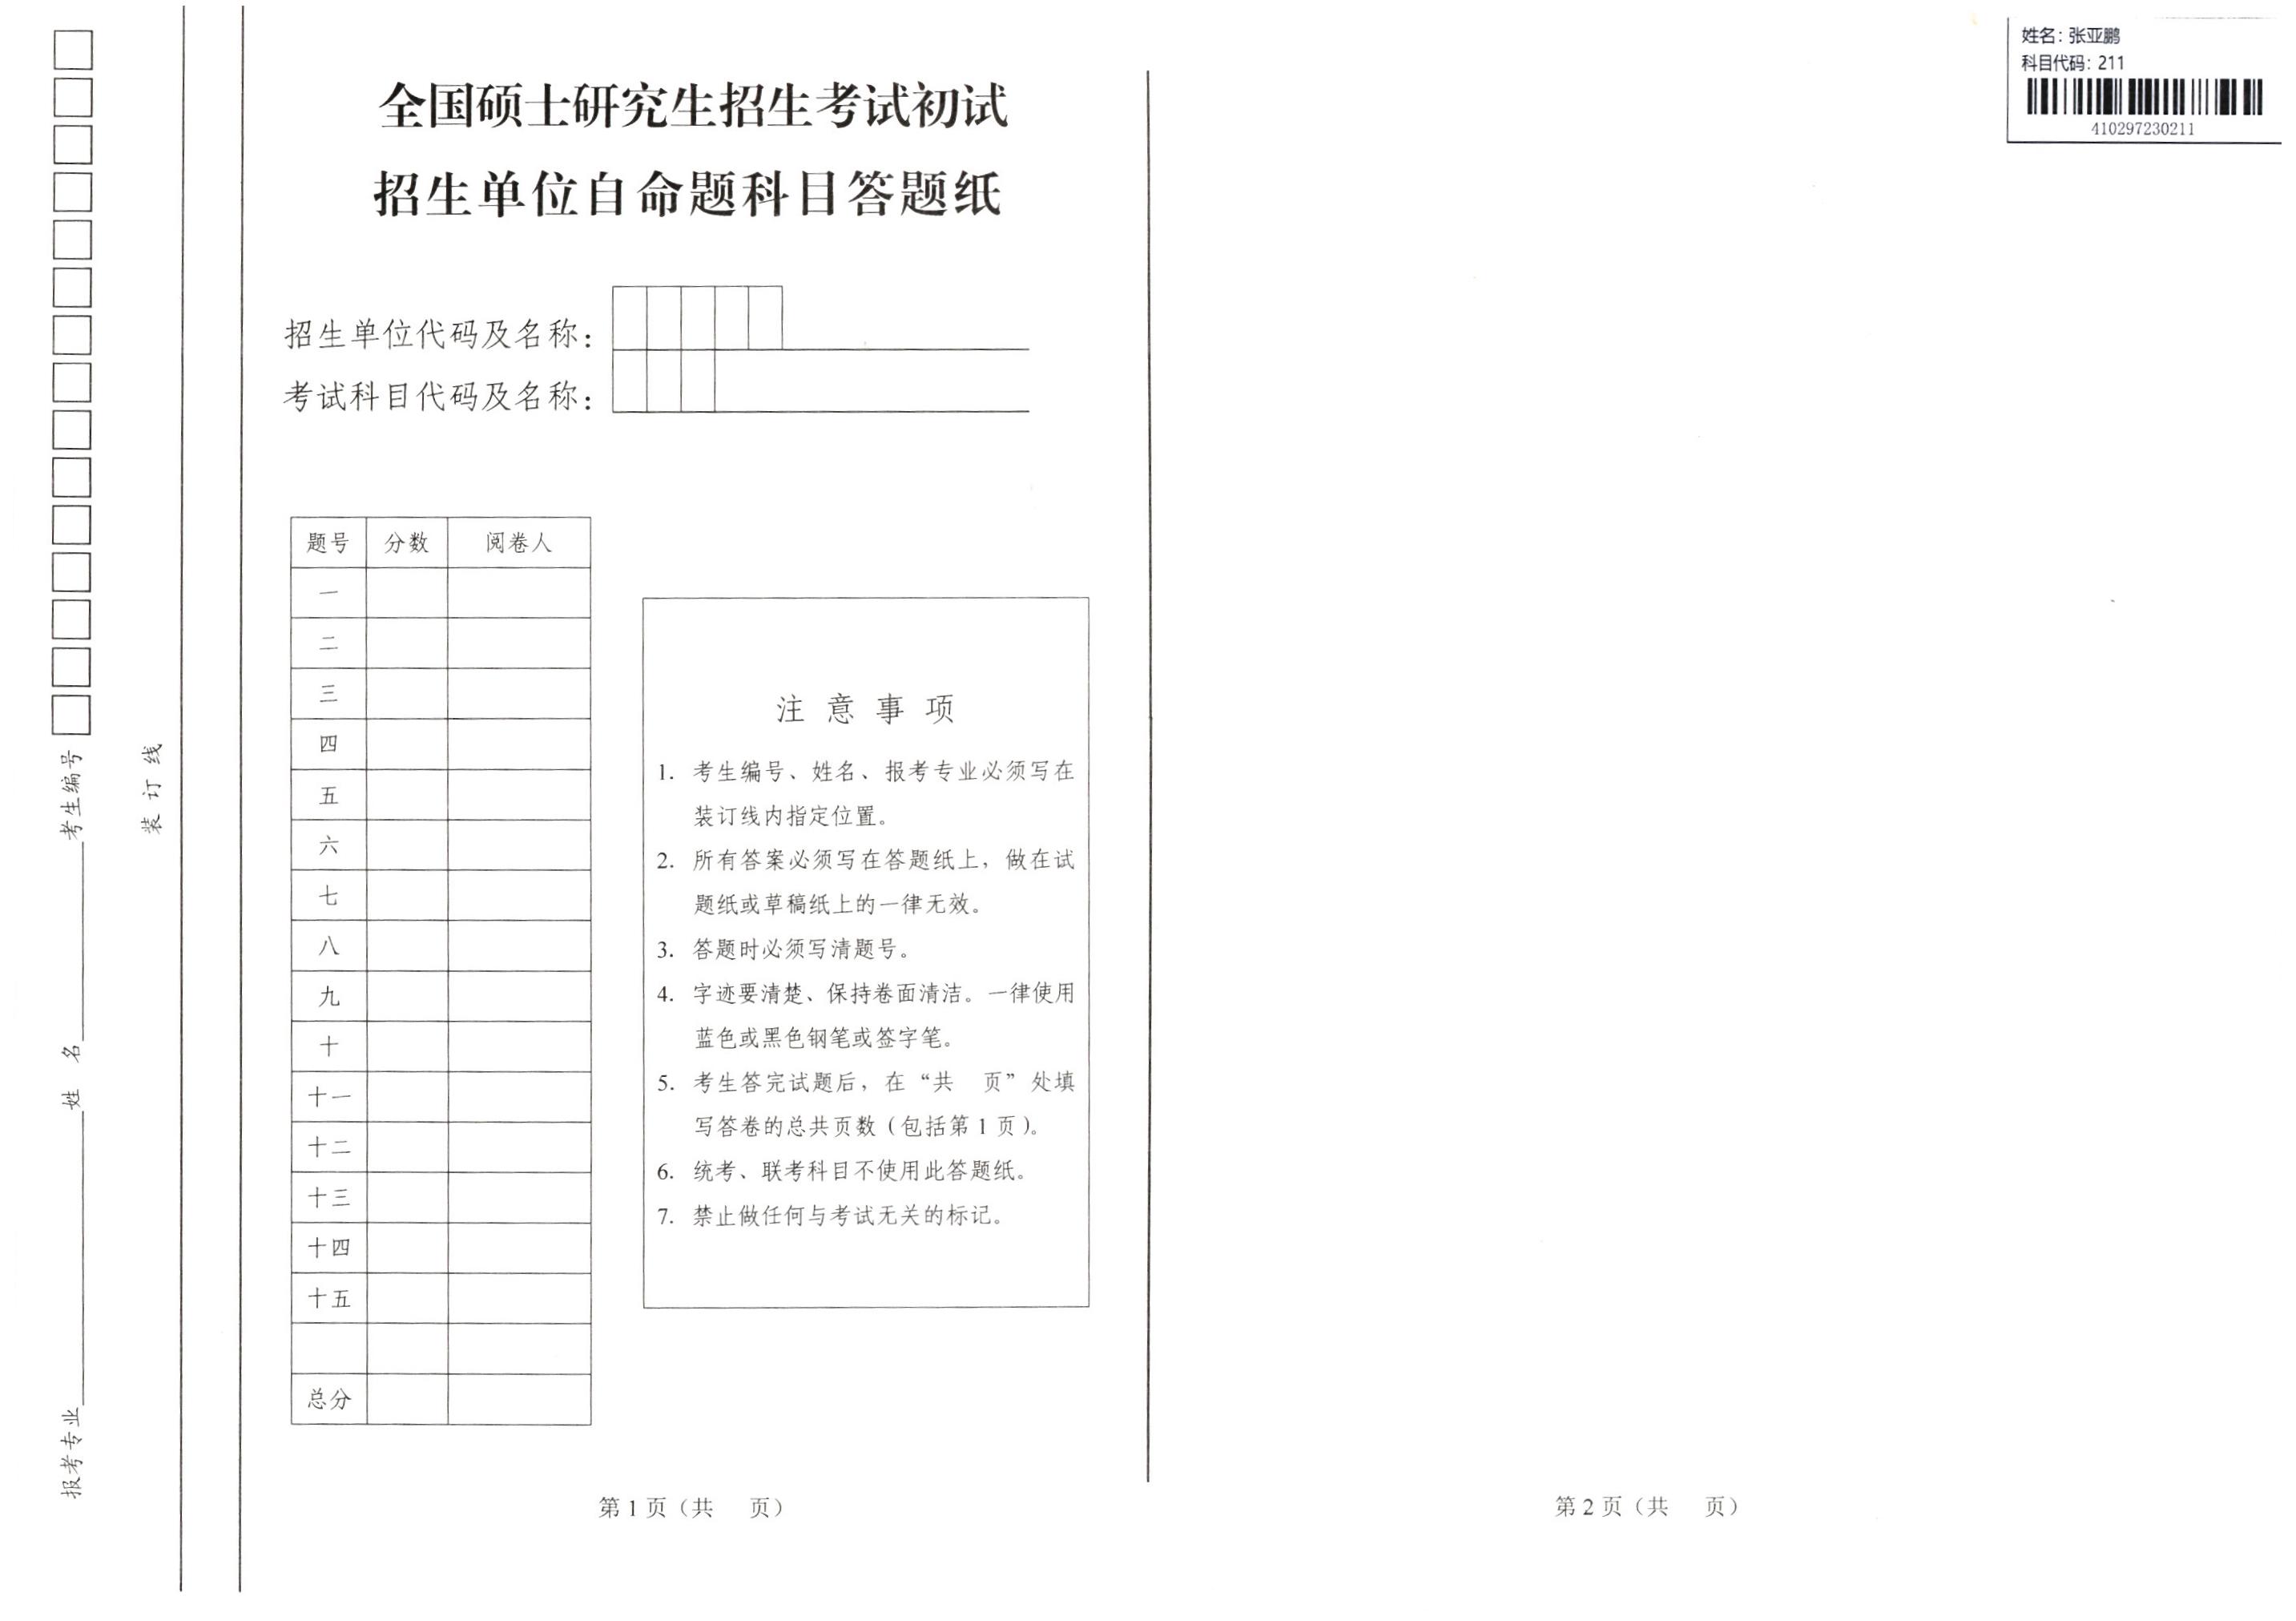 姓名：张亚鹏
科目代码：211
410297230211
全国硕士研究生招生考试初试
招生单位自命题科目答题纸
招生单位代码及名称：
考试科目代码及名称：
题号 分数 阅卷人
一
二
三
四
五
六
七
八
九
十
十一
十二
十三
十四
十五
总分
注意事项
1. 考生编号、姓名、报考专业必须写在
装订线内指定位置。
2. 所有答案必须写在答题纸上，做在试
题纸或草稿纸上的一律无效。
3. 答题时必须写清题号。
4. 字迹要清楚、保持卷面清洁。一律使用
蓝色或黑色钢笔或签字笔。
5. 考生答完试题后，在“共 页”处填
写答卷的总共页数（包括第1页）。
6. 统考、联考科目不使用此答题纸。
7. 禁止做任何与考试无关的标记。
报考专业 姓 名 考生编号
装订线
第1页（共 页）
第2页（共 页）